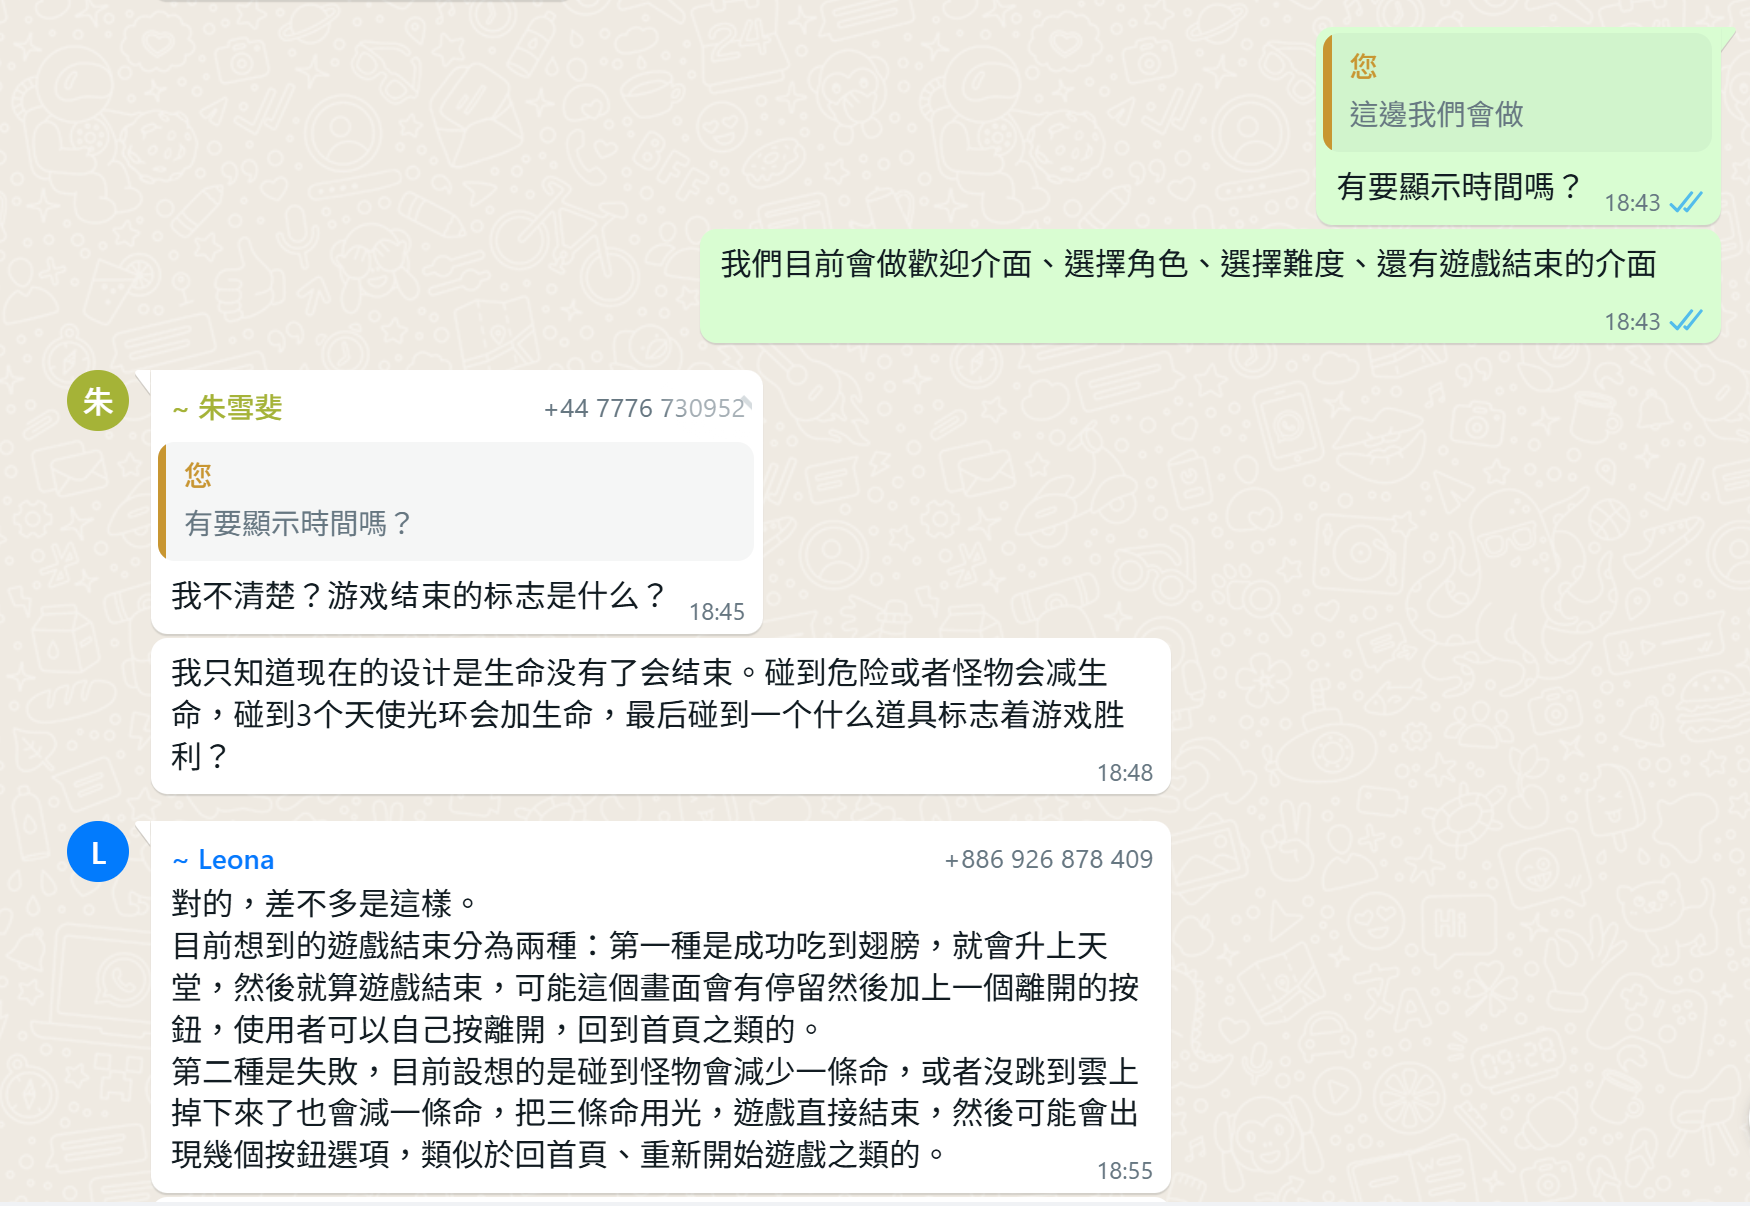 您
這邊我們會做
有要顯示時間嗎？
18:43
我們目前會做歡迎介面、選擇角色、選擇難度、還有遊戲結束的介面
18:43
朱
~ 朱雪斐
+44 7776 730952
您
有要顯示時間嗎？
我不清楚？游戏结束的标志是什么？
18:45
我只知道现在的设计是生命没有了会结束。碰到危险或者怪物会减生
命，碰到3个天使光环会加生命，最后碰到一个什么道具标志着游戏胜
利？
18:48
L
~ Leona
+886 926 878 409
對的，差不多是這樣。
目前想到的遊戲結束分為兩種：第一種是成功吃到翅膀，就會升上天
堂，然後就算遊戲結束，可能這個畫面會有停留然後加上一個離開的按
鈕，使用者可以自己按離開，回到首頁之類的。
第二種是失敗，目前設想的是碰到怪物會減少一條命，或者沒跳到雲上
掉下來了也會減一條命，把三條命用光，遊戲直接結束，然後可能會出
現幾個按鈕選項，類似於回首頁、重新開始遊戲之類的。
18:55